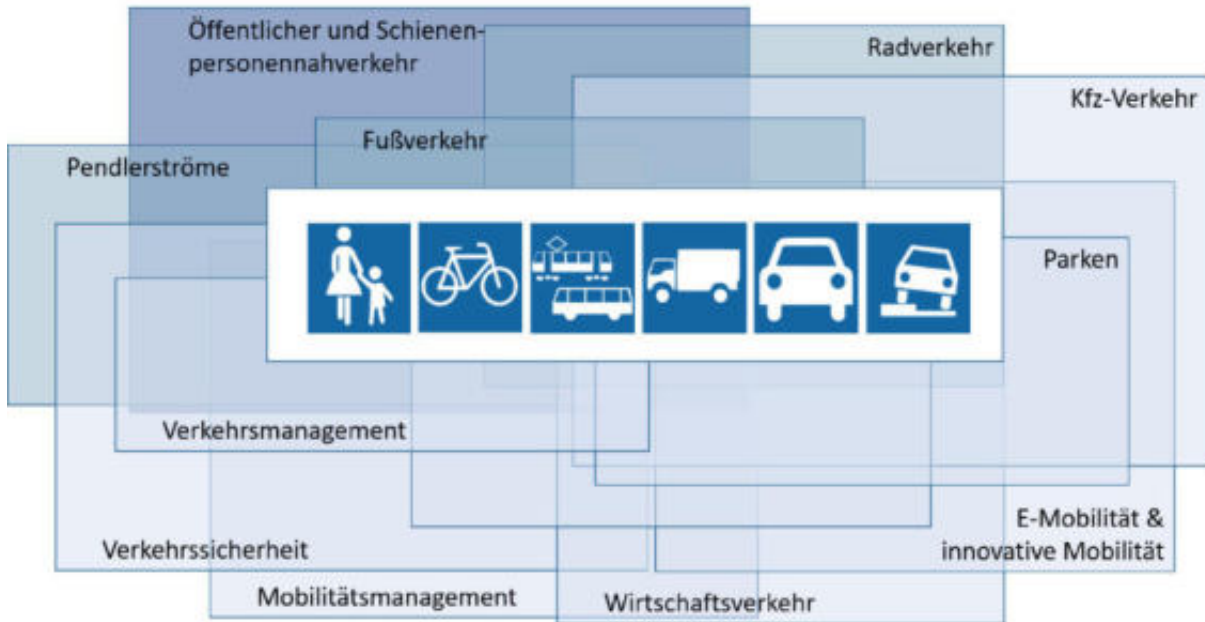 Öffentlicher und Schienen-
personennahverkehr
Radverkehr
Kfz-Verkehr
Fußverkehr
Pendlerströme
Parken
Verkehrsmanagement
E-Mobilität &
innovative Mobilität
Verkehrssicherheit
Mobilitätsmanagement
Wirtschaftsverkehr